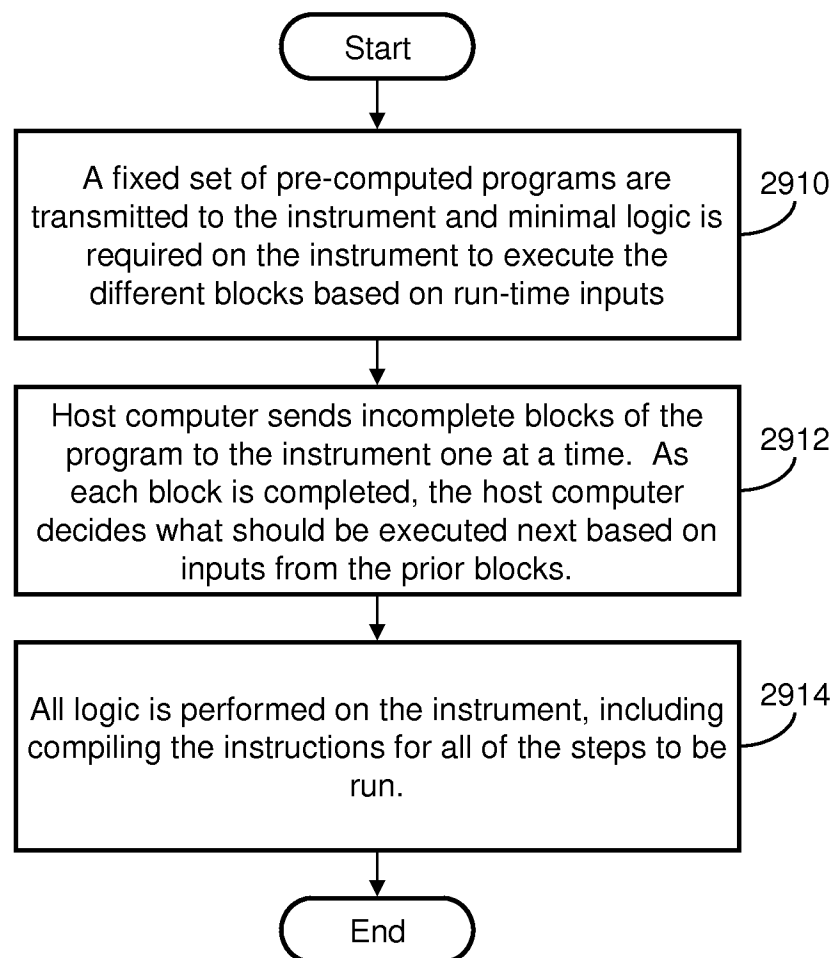 Start
A fixed set of pre-computed programs are
transmitted to the instrument and minimal logic is
required on the instrument to execute the
different blocks based on run-time inputs
2910
Host computer sends incomplete blocks of the
program to the instrument one at a time.  As
each block is completed, the host computer
decides what should be executed next based on
inputs from the prior blocks.
2912
All logic is performed on the instrument, including
compiling the instructions for all of the steps to be
run.
2914
End